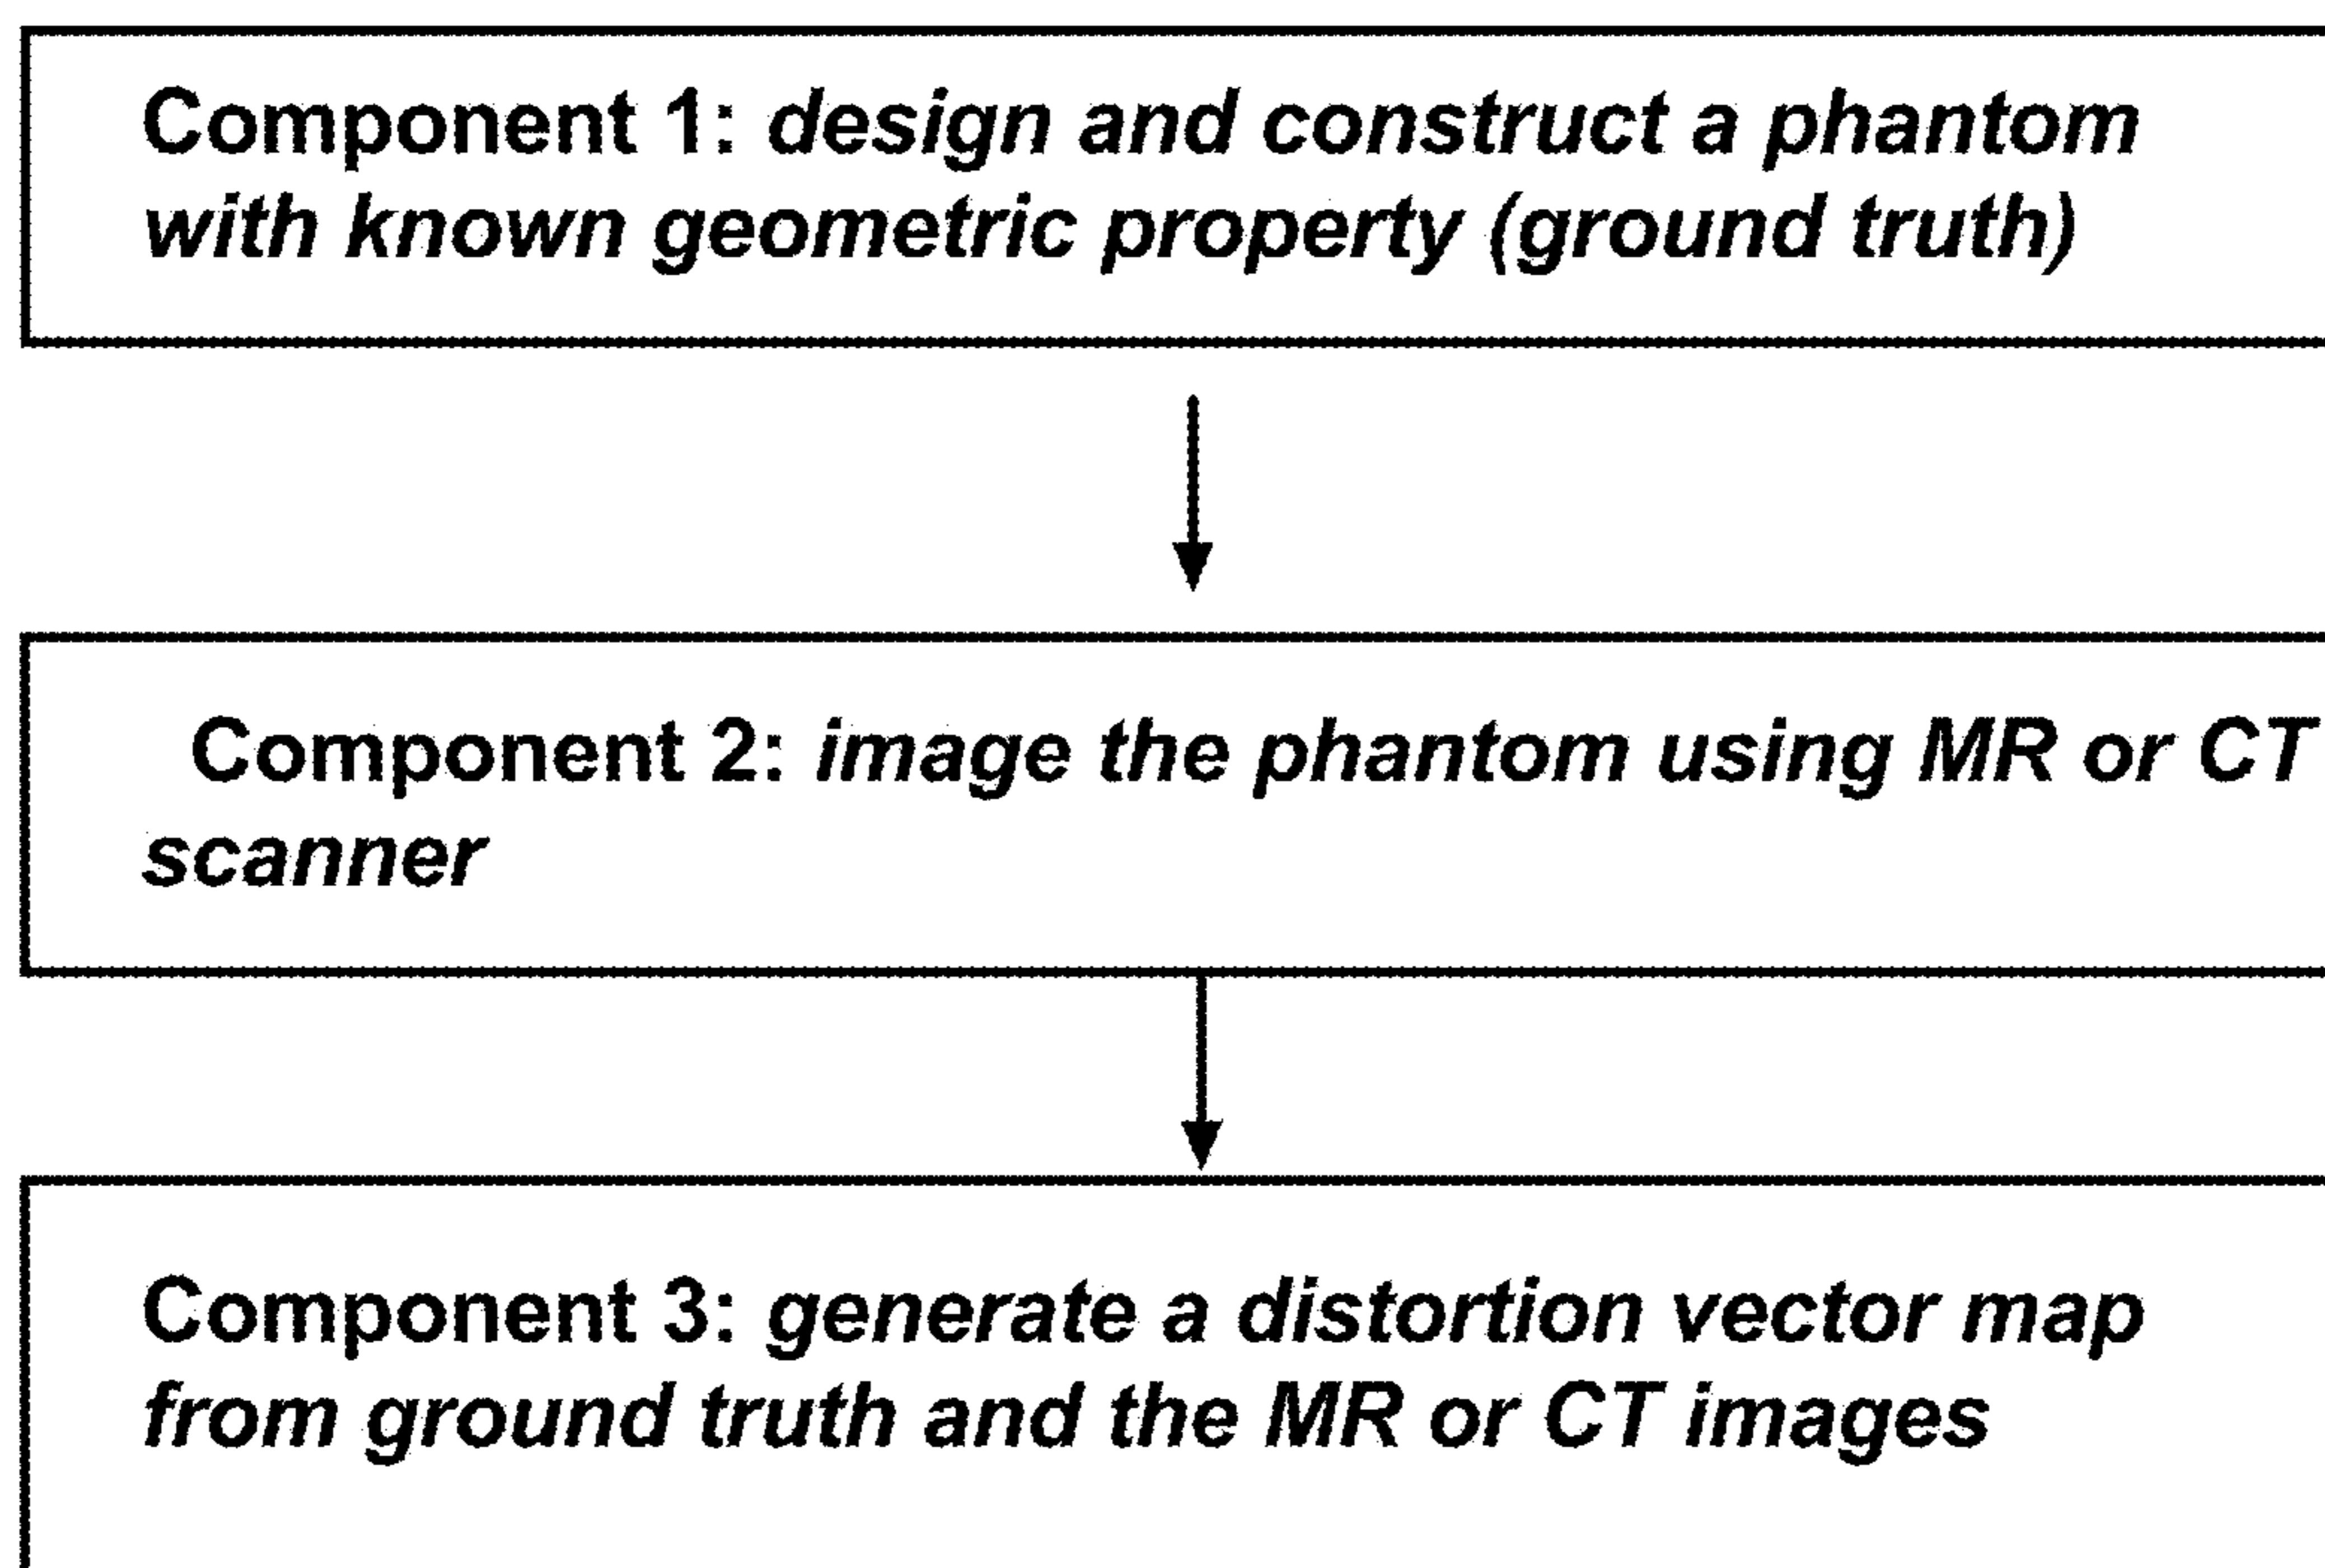 Component 1: design and construct a phantom
with known geometric property (ground truth)
Component 2: image the phantom using MR or CT
scanner
Component 3: generate a distortion vector map
from ground truth and the MR or CT images